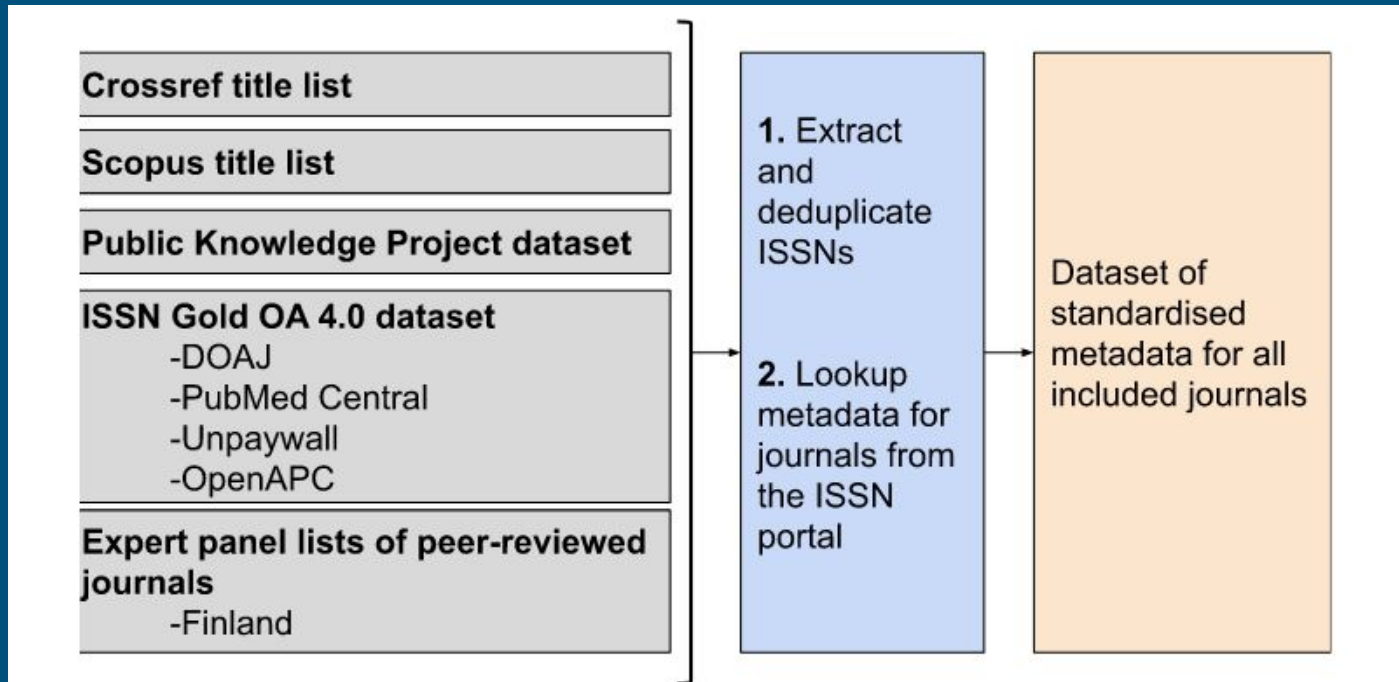 Crossref title list
Scopus title list
Public Knowledge Project dataset
ISSN Gold OA 4.0 dataset
-DOAJ
-PubMed Central
-Unpaywall
-OpenAPC
Expert panel lists of peer-reviewed
journals
-Finland
1. Extract
and
deduplicate
ISSNs
2. Lookup
metadata for
journals from
the ISSN
portal
Dataset of
standardised
metadata for all
included journals